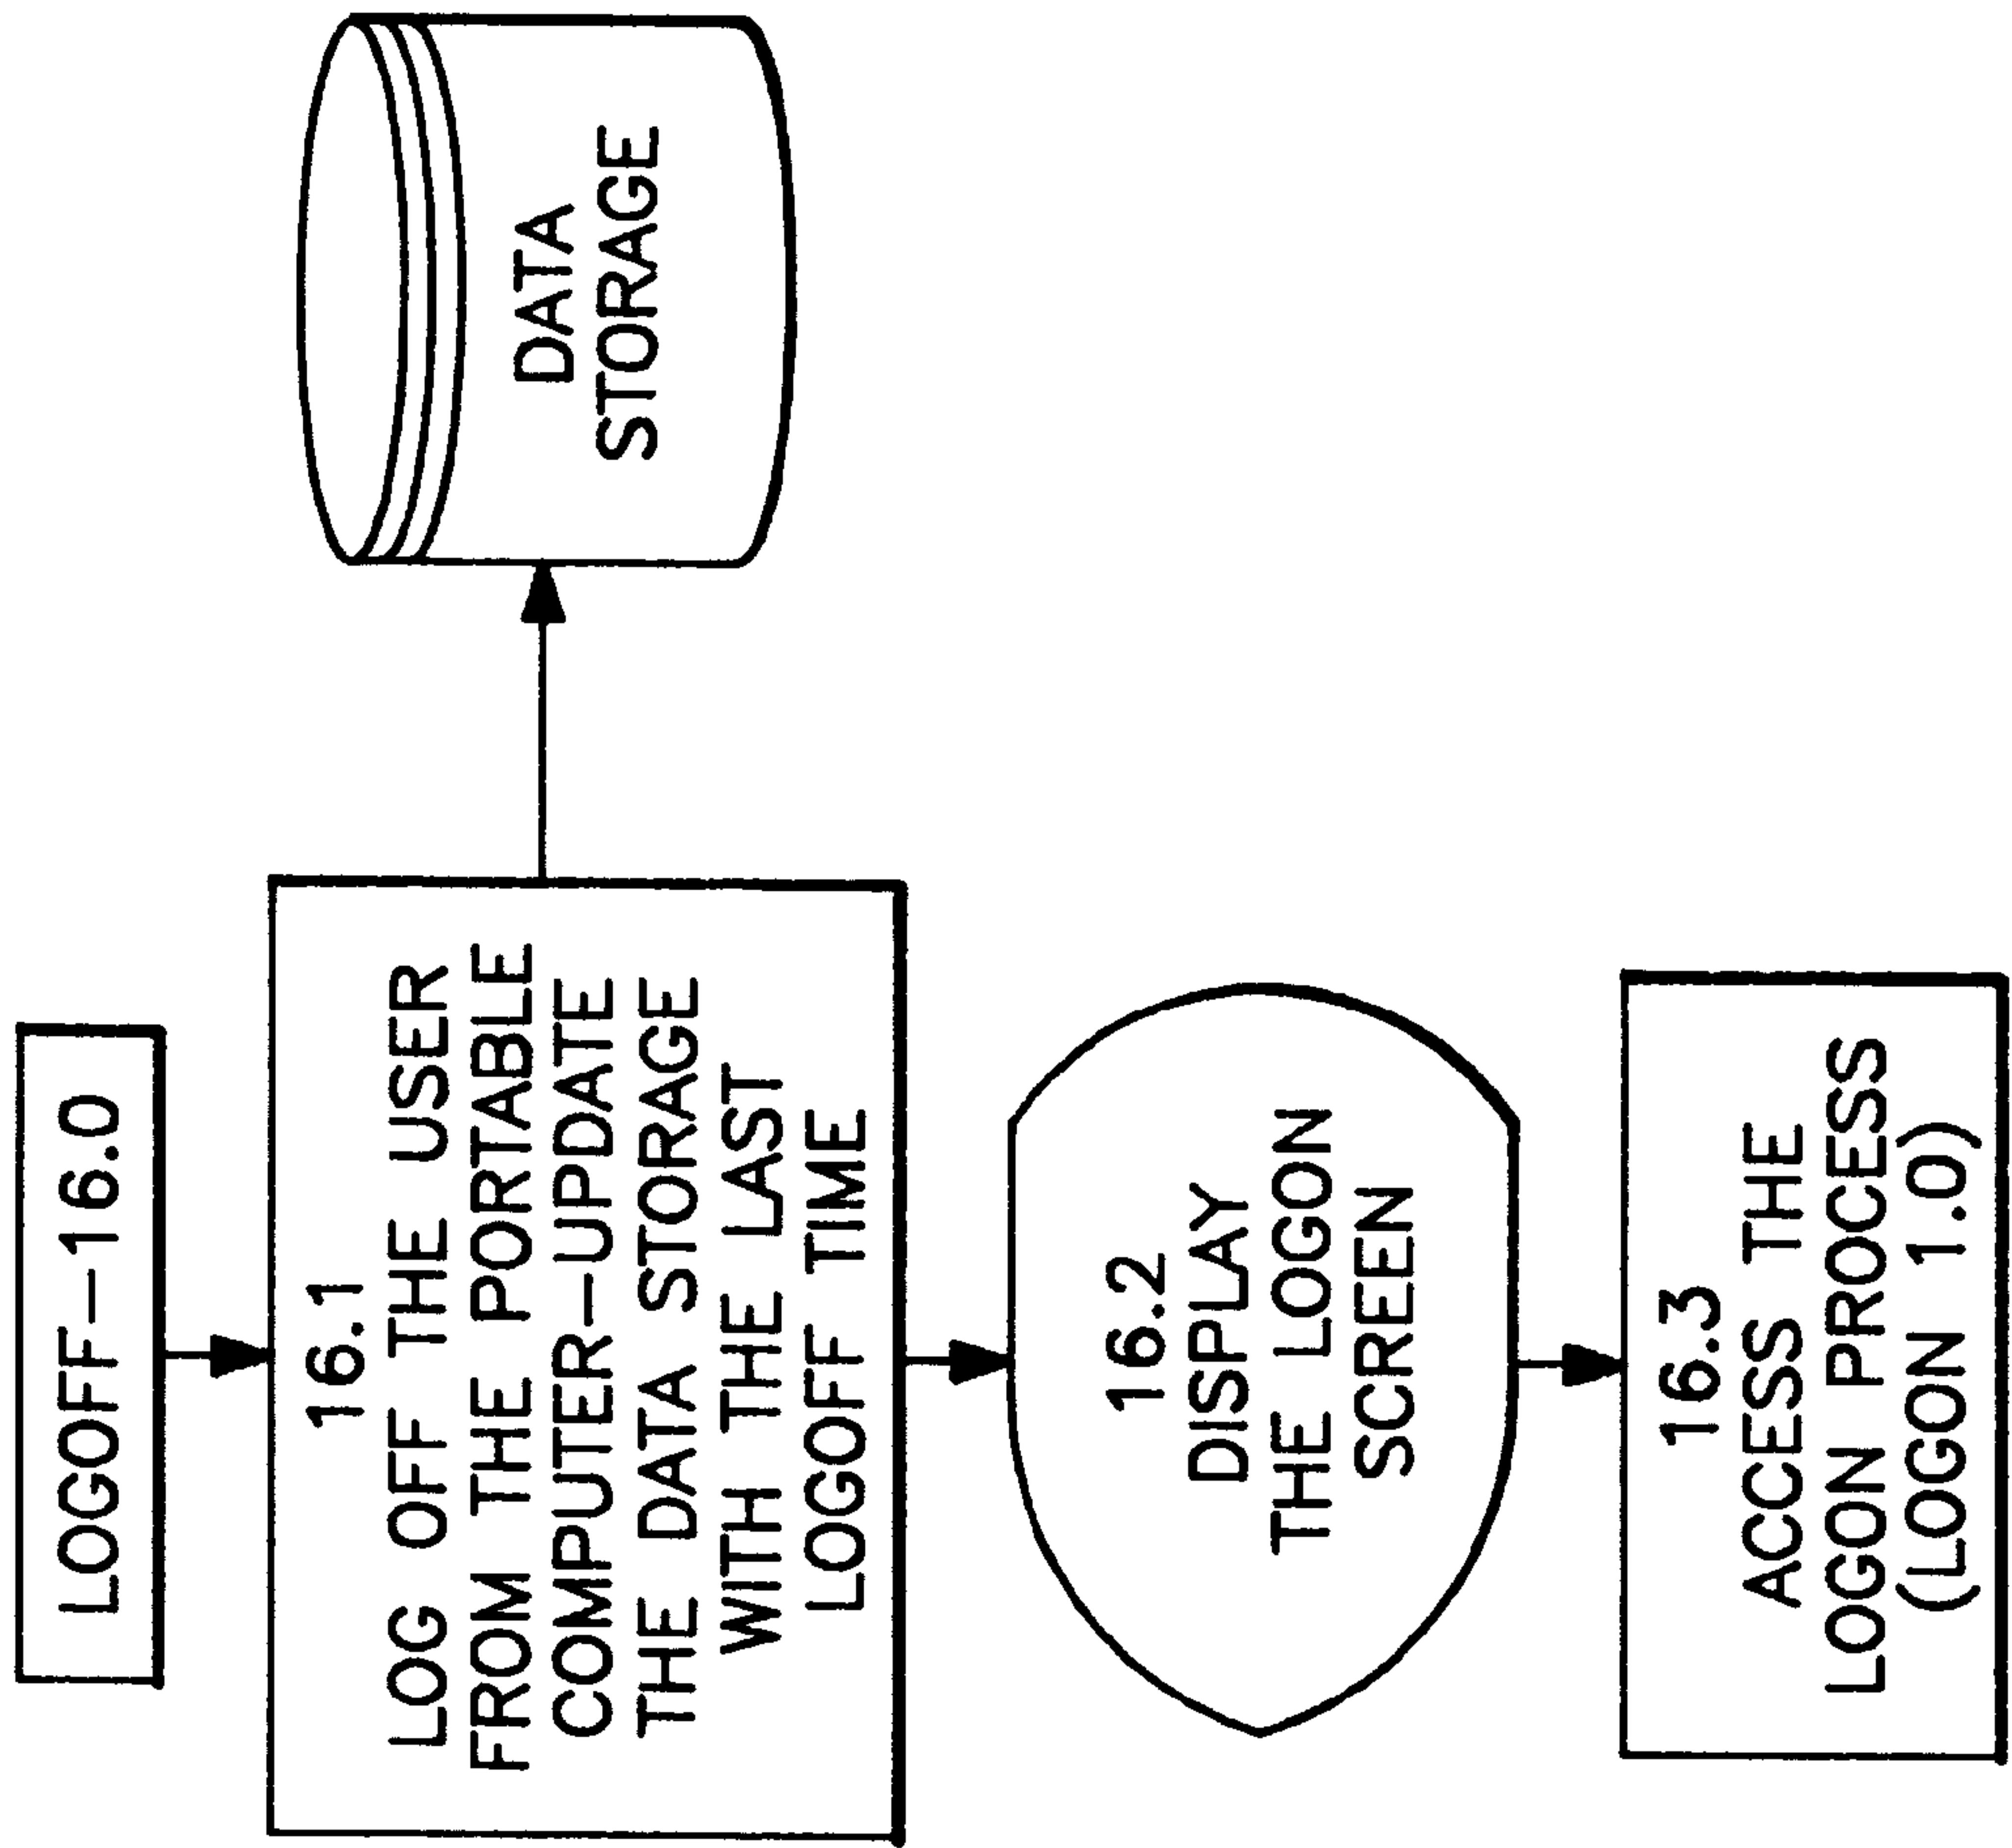 LOGOFF—16.0
16.1
LOG OFF THE USER
FROM THE PORTABLE
COMPUTER—UPDATE
THE DATA STORAGE
WITH THE LAST
LOGOFF TIME
DATA
STORAGE
16.2
DISPLAY
THE LOGON
SCREEN
16.3
ACCESS THE
LOGON PROCESS
(LOGON 1.0)